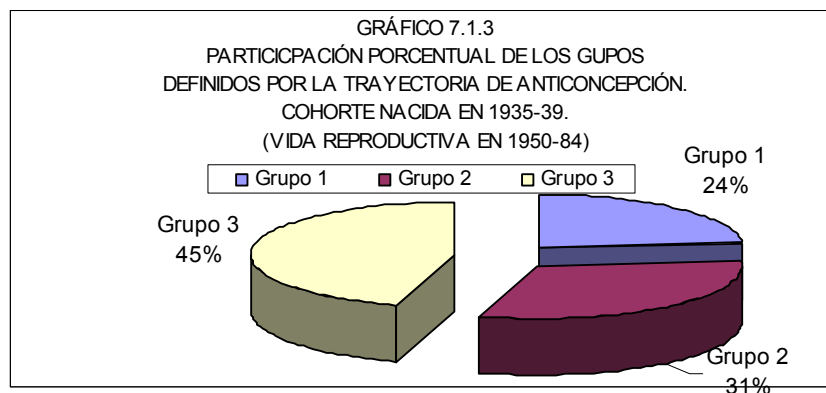 GRÁFICO 7.1.3
PARTICICPACIÓN PORCENTUAL DE LOS GUPOS
DEFINIDOS POR LA TRAYECTORIA DE ANTICONCEPCIÓN.
COHORTE NACIDA EN 1935-39.
(VIDA REPRODUCTIVA EN 1950-84)
Grupo 1 Grupo 2 Grupo 3
Grupo 1
24%
Grupo 3
45%
Grupo 2
31%